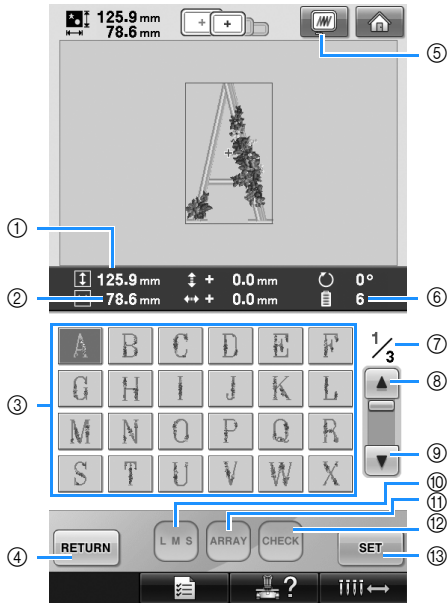 125.9 mm
78.6 mm
⑤
A
① 125.9 mm + 0.0 mm 0°
② 78.6 mm + 0.0 mm 6 ⑥
A B C D E F 1/3 ⑦
G H I J K L ⑧
③
M N O P Q R
S T U V W X ⑨
⑩
⑪
⑫
④ RETURN L M S ARRAY CHECK SET ⑬
?